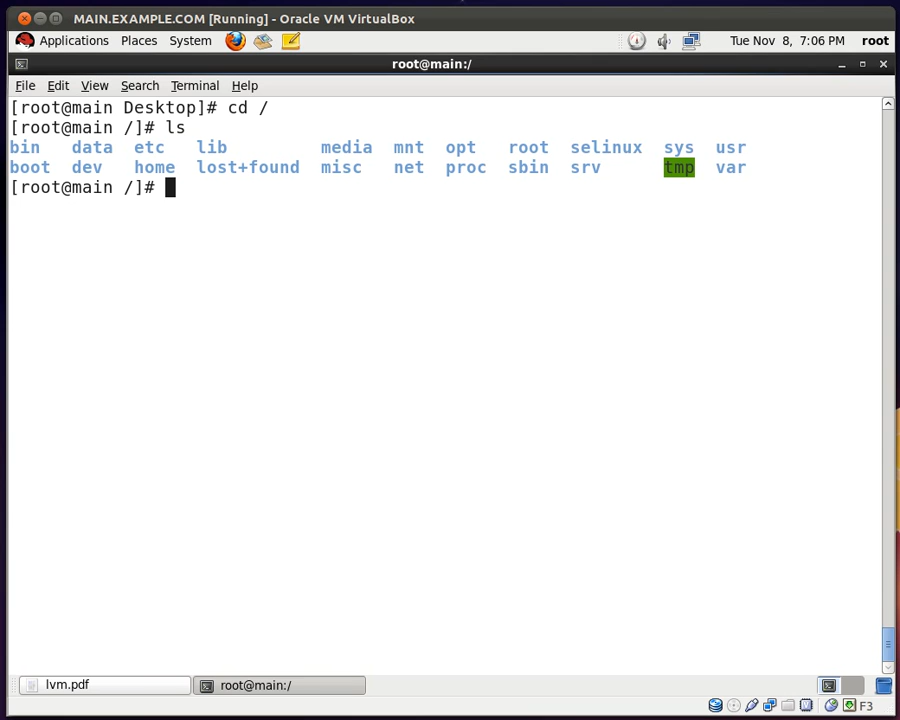 MAIN.EXAMPLE.COM [Running] - Oracle VM VirtualBox
Applications Places System Tue Nov 8, 7:06 PM root
root@main:/
File Edit View Search Terminal Help
[root@main Desktop]# cd /
[root@main /]# ls
bin data etc lib media mnt opt root selinux sys usr
boot dev home lost+found misc net proc sbin srv tmp var
[root@main /]#
lvm.pdf root@main:/
F3